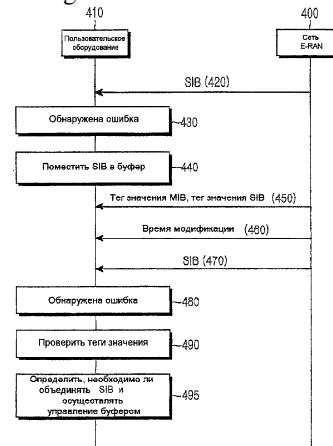 410
400
Пользовательское
оборудование
Сеть
E-RAN
SIB (420)
Обнаружена ошибка
430
Поместить SIB в буфер
440
Тег значения MIB, тег значения SIB (450)
Время модификации (460)
SIB (470)
Обнаружена ошибка
480
Проверить теги значения
490
Определить, необходимо ли
объединять SIB и
осуществлять
управление буфером
495